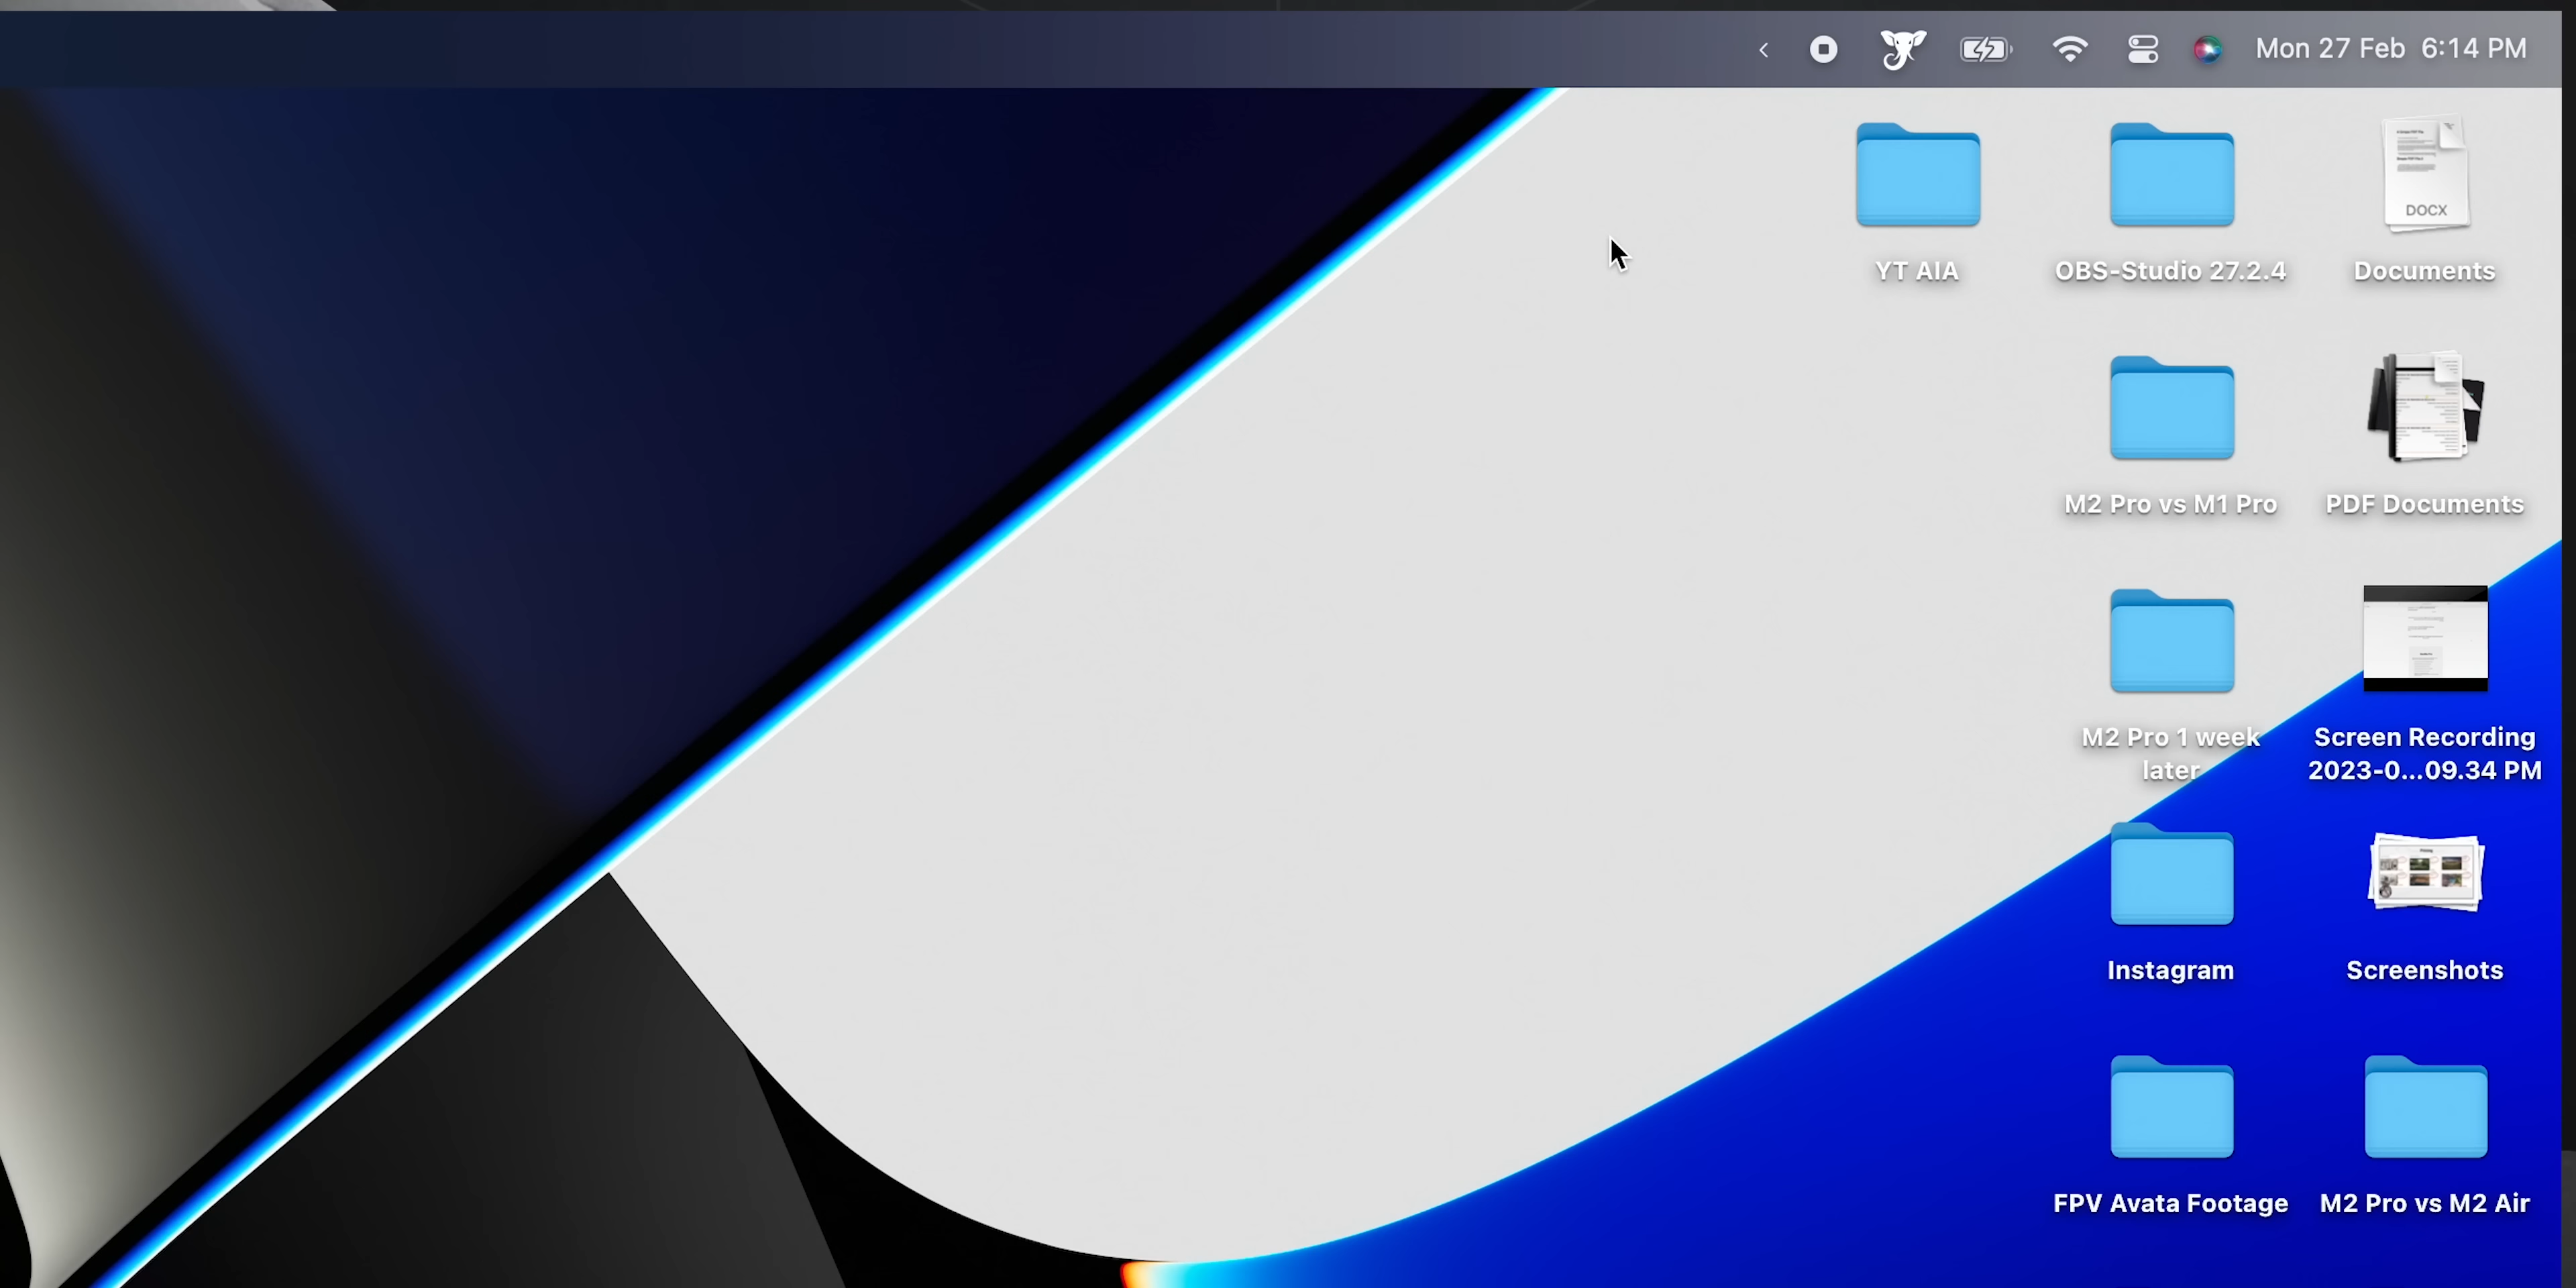 Mon 27 Feb 6:14 PM
YT AIA
OBS-Studio 27.2.4
DOCX
Documents
M2 Pro vs M1 Pro
PDF Documents
M2 Pro 1 week
later
Screen Recording
2023-0...09.34 PM
Instagram
Screenshots
FPV Avata Footage
M2 Pro vs M2 Air